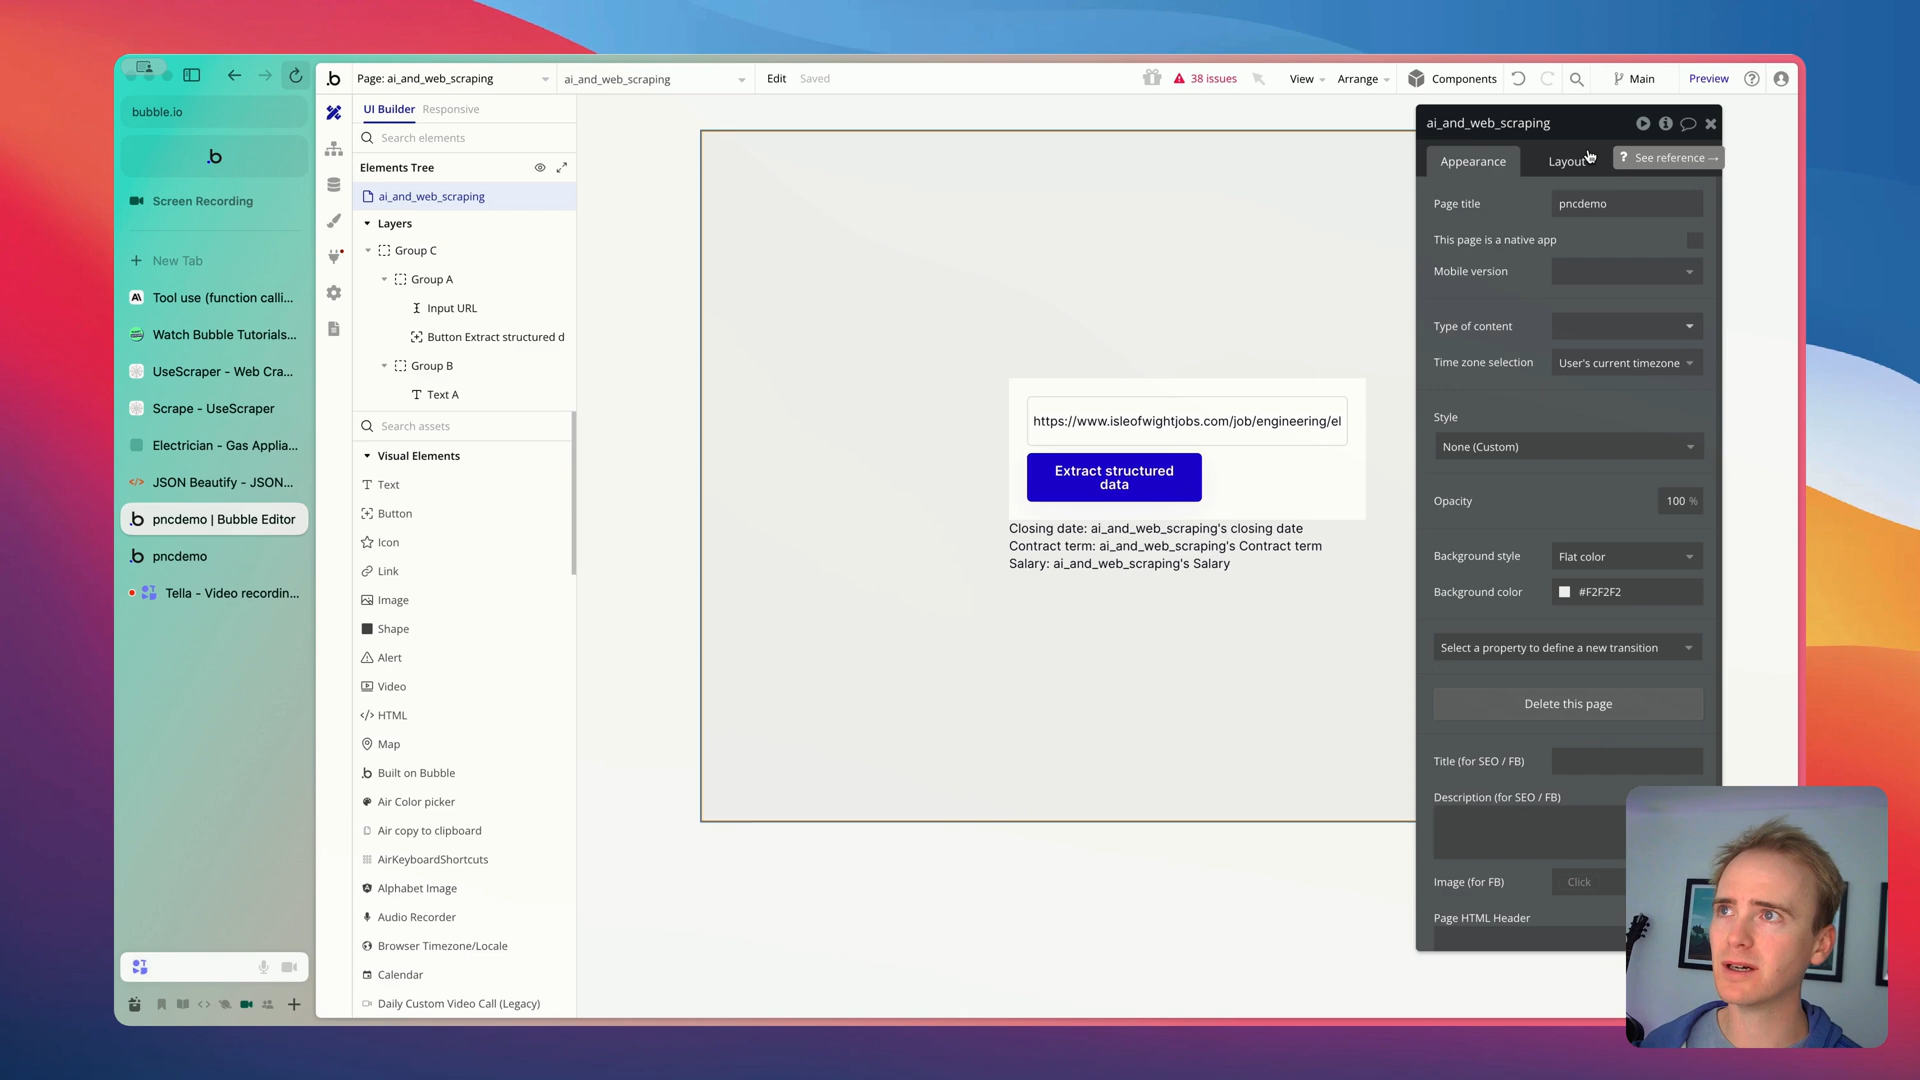 bubble.io
Screen Recording
New Tab
Tool use (function calli...
Watch Bubble Tutorials...
UseScraper - Web Cra...
Scrape - UseScraper
Electrician - Gas Applia...
JSON Beautify - JSON...
pncdemo | Bubble Editor
pncdemo
Tella - Video recordin...
Page: ai_and_web_scraping
ai_and_web_scraping
Edit
Saved
38 issues
View
Arrange
Components
Main
Preview
UI Builder
Responsive
Search elements
Elements Tree
ai_and_web_scraping
Layers
Group C
Group A
Input URL
Button Extract structured d
Group B
Text A
Search assets
Visual Elements
Text
Button
Icon
Link
Image
Shape
Alert
Video
HTML
Map
Built on Bubble
Air Color picker
Air copy to clipboard
AirKeyboardShortcuts
Alphabet Image
Audio Recorder
Browser Timezone/Locale
Calendar
Daily Custom Video Call (Legacy)
https://www.isleofwightjobs.com/job/engineering/el
Extract structured
data
Closing date: ai_and_web_scraping's closing date
Contract term: ai_and_web_scraping's Contract term
Salary: ai_and_web_scraping's Salary
ai_and_web_scraping
Appearance
Layout
? See reference →
Page title
pncdemo
This page is a native app
Mobile version
Type of content
Time zone selection
User's current timezone
Style
None (Custom)
Opacity
100 %
Background style
Flat color
Background color
#F2F2F2
Select a property to define a new transition
Delete this page
Title (for SEO / FB)
Description (for SEO / FB)
Image (for FB)
Click
Page HTML Header